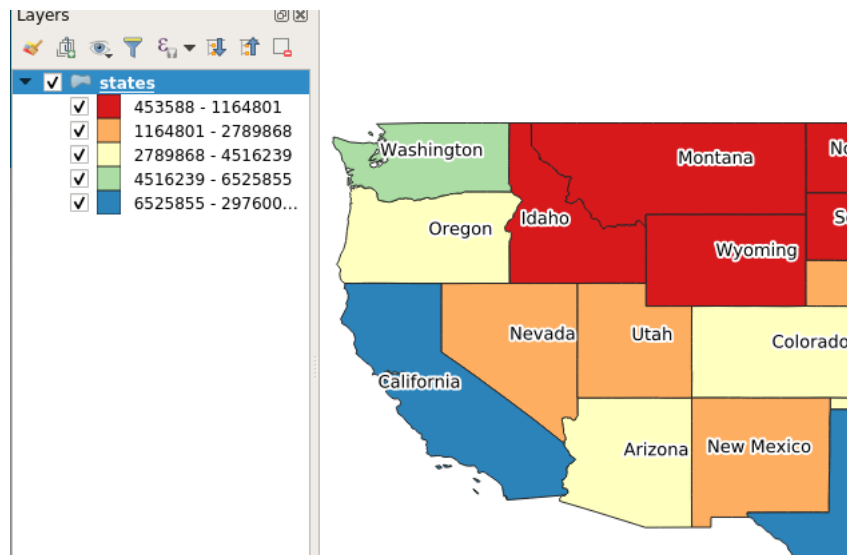 Layers
states
453588 - 1164801
1164801 - 2789868
2789868 - 4516239
4516239 - 6525855
6525855 - 297600...
Washington
Montana
No
Idaho
Oregon
S
Wyoming
Nevada
Utah
Colorado
California
Arizona
New Mexico